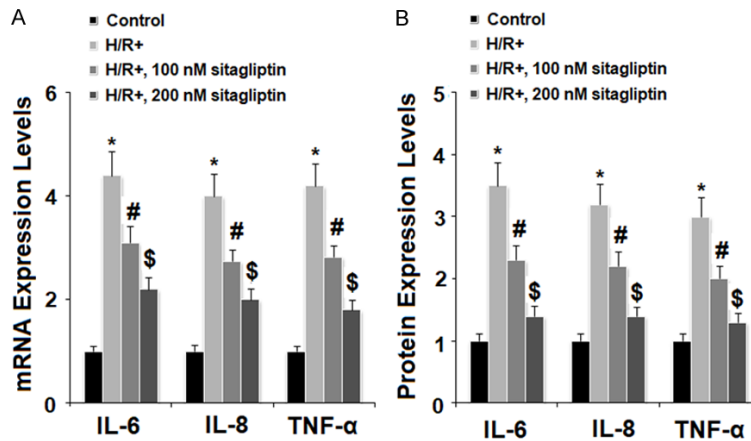 A
Control
H/R+
H/R+, 100 nM sitagliptin
H/R+, 200 nM sitagliptin
mRNA Expression Levels
6
4
2
0
*
#
$
*
#
$
*
#
$
IL-6
IL-8
TNF-α
B
Control
H/R+
H/R+, 100 nM sitagliptin
H/R+, 200 nM sitagliptin
Protein Expression Levels
5
4
3
2
1
0
*
#
$
*
#
$
*
#
$
IL-6
IL-8
TNF-α